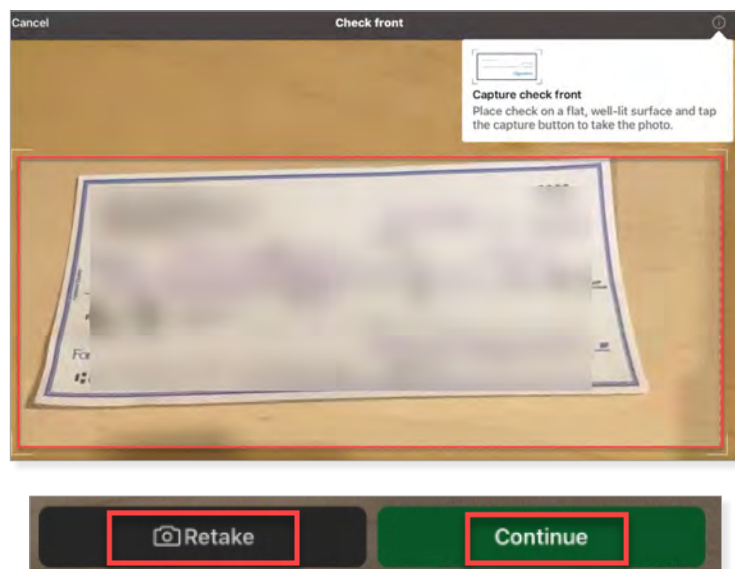 Cancel
Check front
Capture check front
Place check on a flat, well-lit surface and tap
the capture button to take the photo.
For
Retake
Continue